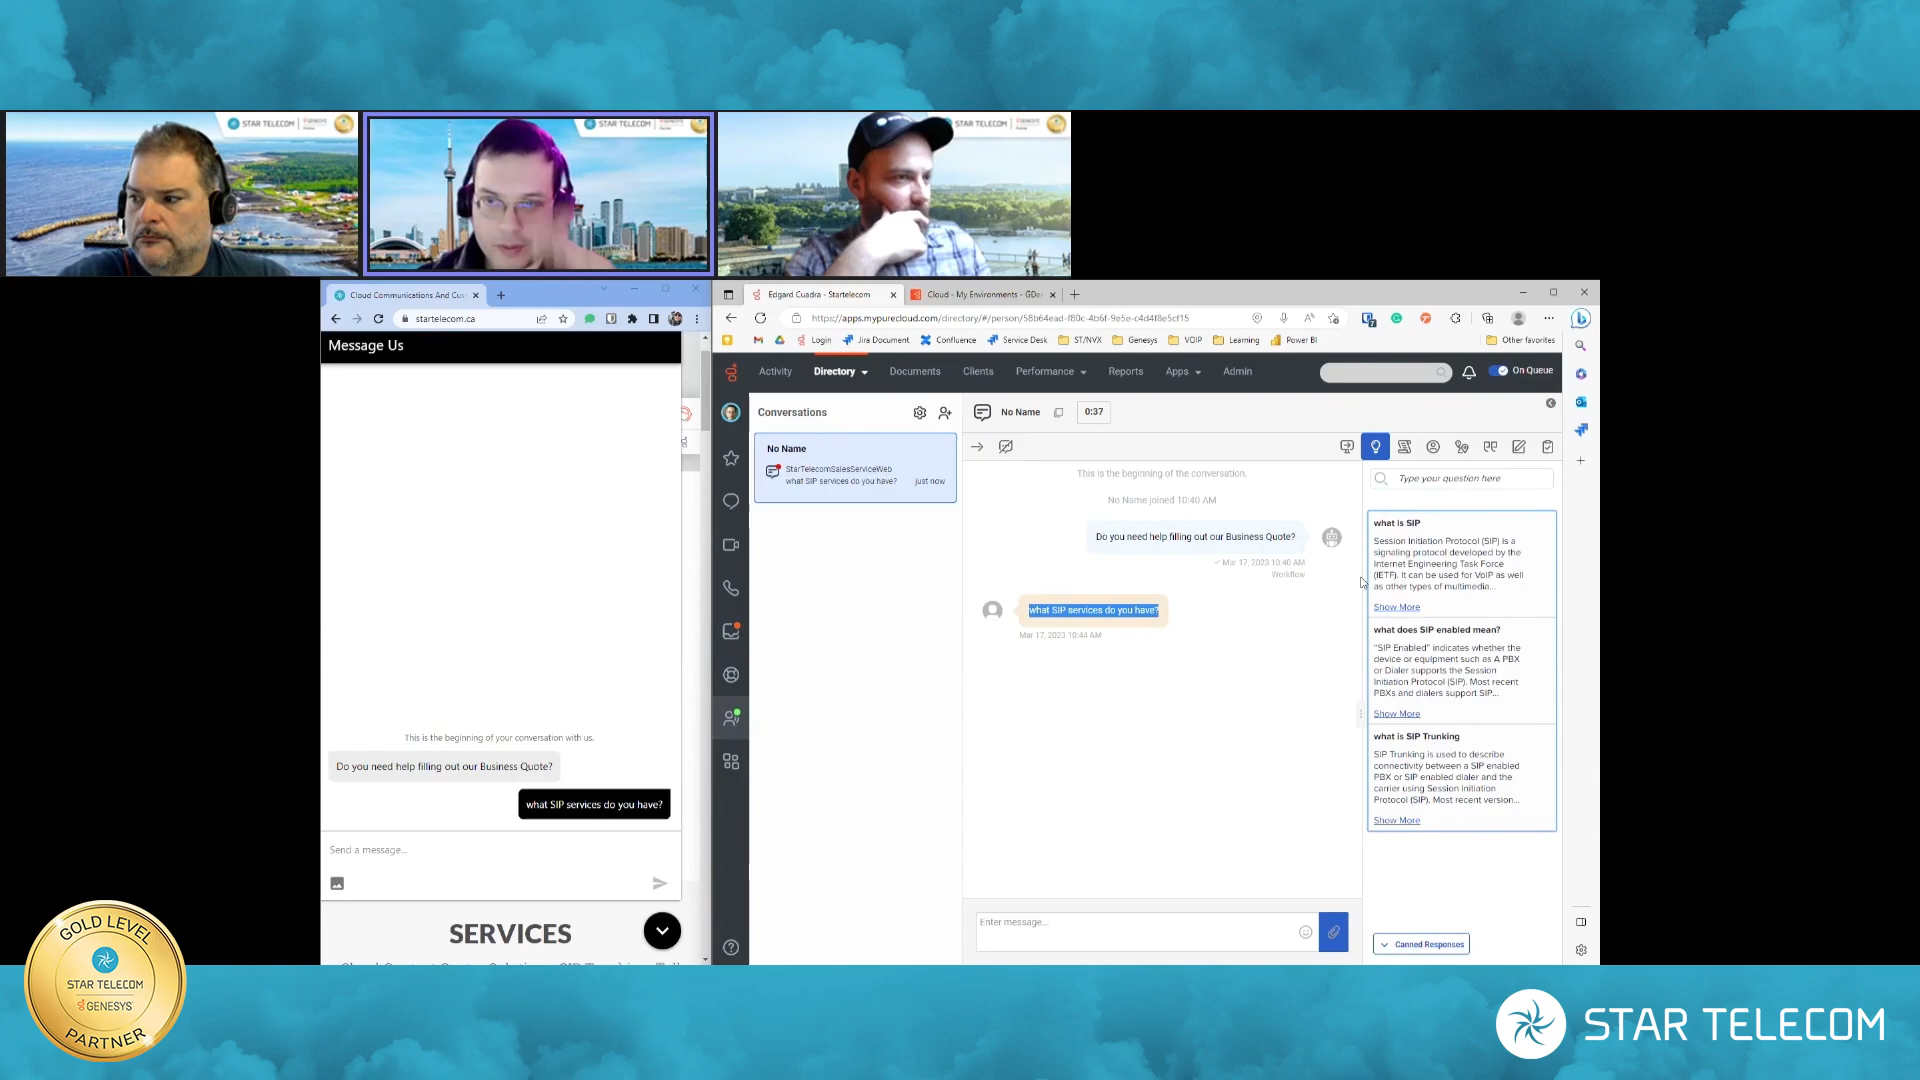 STAR TELECOM
STAR TELECOM
STAR TELECOM
Cloud Communications And Cus
startelecom.ca
Message Us
This is the beginning of your conversation with us.
Do you need help filling out our Business Quote?
what SIP services do you have?
Send a message...
SERVICES
Edgard Cuadra - Startelecom
Cloud - My Environments - GDe
https://apps.mypurecloud.com/directory/#/person/58b64ead-f80c-4b6f-9e5e-c4d4f8e5cf15
Login
Jira Document
Confluence
Service Desk
ST/NVX
Genesys
VOIP
Learning
Power BI
Other favorites
Activity
Directory
Documents
Clients
Performance
Reports
Apps
Admin
On Queue
Conversations
No Name
StarTelecomSalesServiceWeb
what SIP services do you have?
just now
No Name
0:37
This is the beginning of the conversation.
No Name joined 10:40 AM
Do you need help filling out our Business Quote?
Mar 17, 2023 10:40 AM
Workflow
what SIP services do you have?
Mar 17, 2023 10:44 AM
Enter message...
Type your question here
what is SIP
Session Initiation Protocol (SIP) is a
signaling protocol developed by the
Internet Engineering Task Force
(IETF). It can be used for VoIP as well
as other types of multimedia...
Show More
what does SIP enabled mean?
"SIP Enabled" indicates whether the
device or equipment such as A PBX
or Dialer supports the Session
Initiation Protocol (SIP). Most recent
PBXs and dialers support SIP...
Show More
what is SIP Trunking
SIP Trunking is used to describe
connectivity between a SIP enabled
PBX or SIP enabled dialer and the
carrier using Session Initiation
Protocol (SIP). Most recent version...
Show More
Canned Responses
GOLD LEVEL
STAR TELECOM
GENESYS
PARTNER
STAR TELECOM